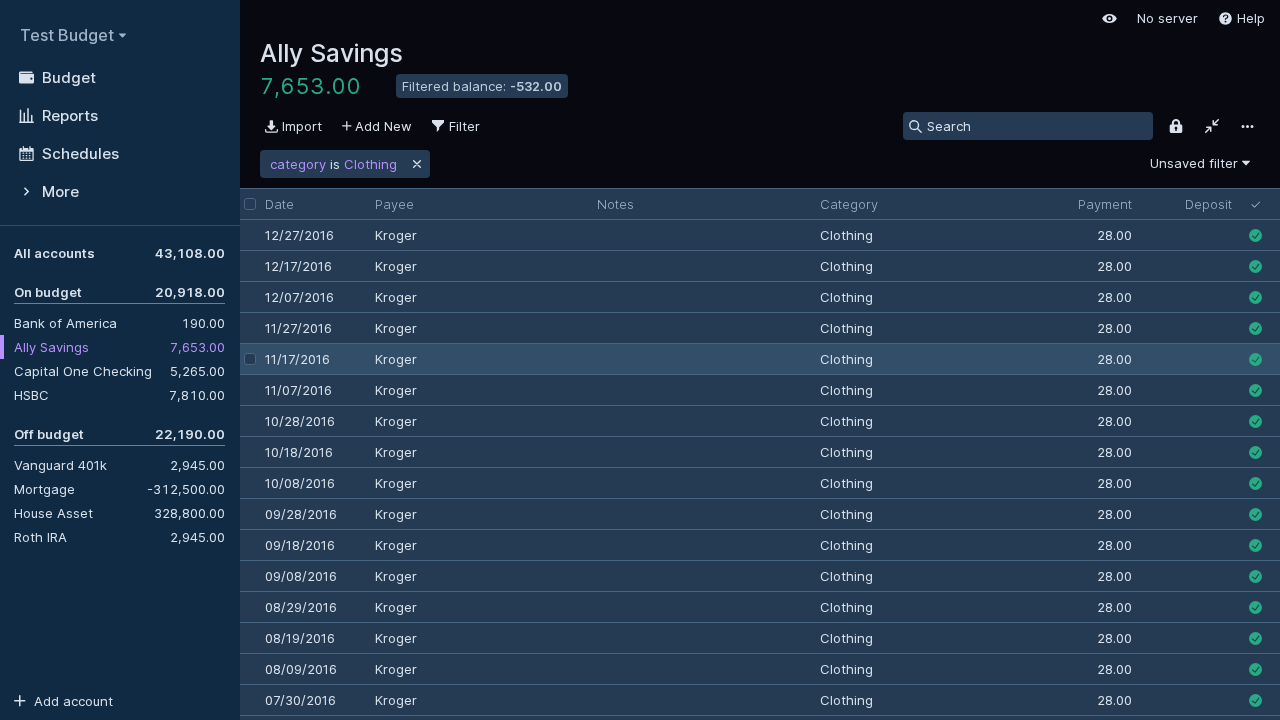 Test Budget
Budget
Reports
Schedules
More
All accounts 43,108.00
On budget 20,918.00
Bank of America 190.00
Ally Savings 7,653.00
Capital One Checking 5,265.00
HSBC 7,810.00
Off budget 22,190.00
Vanguard 401k 2,945.00
Mortgage -312,500.00
House Asset 328,800.00
Roth IRA 2,945.00
Add account
No server Help
Ally Savings
7,653.00 Filtered balance: -532.00
Import Add New Filter Search
category is Clothing Unsaved filter
Date Payee Notes Category Payment Deposit
12/27/2016 Kroger Clothing 28.00
12/17/2016 Kroger Clothing 28.00
12/07/2016 Kroger Clothing 28.00
11/27/2016 Kroger Clothing 28.00
11/17/2016 Kroger Clothing 28.00
11/07/2016 Kroger Clothing 28.00
10/28/2016 Kroger Clothing 28.00
10/18/2016 Kroger Clothing 28.00
10/08/2016 Kroger Clothing 28.00
09/28/2016 Kroger Clothing 28.00
09/18/2016 Kroger Clothing 28.00
09/08/2016 Kroger Clothing 28.00
08/29/2016 Kroger Clothing 28.00
08/19/2016 Kroger Clothing 28.00
08/09/2016 Kroger Clothing 28.00
07/30/2016 Kroger Clothing 28.00